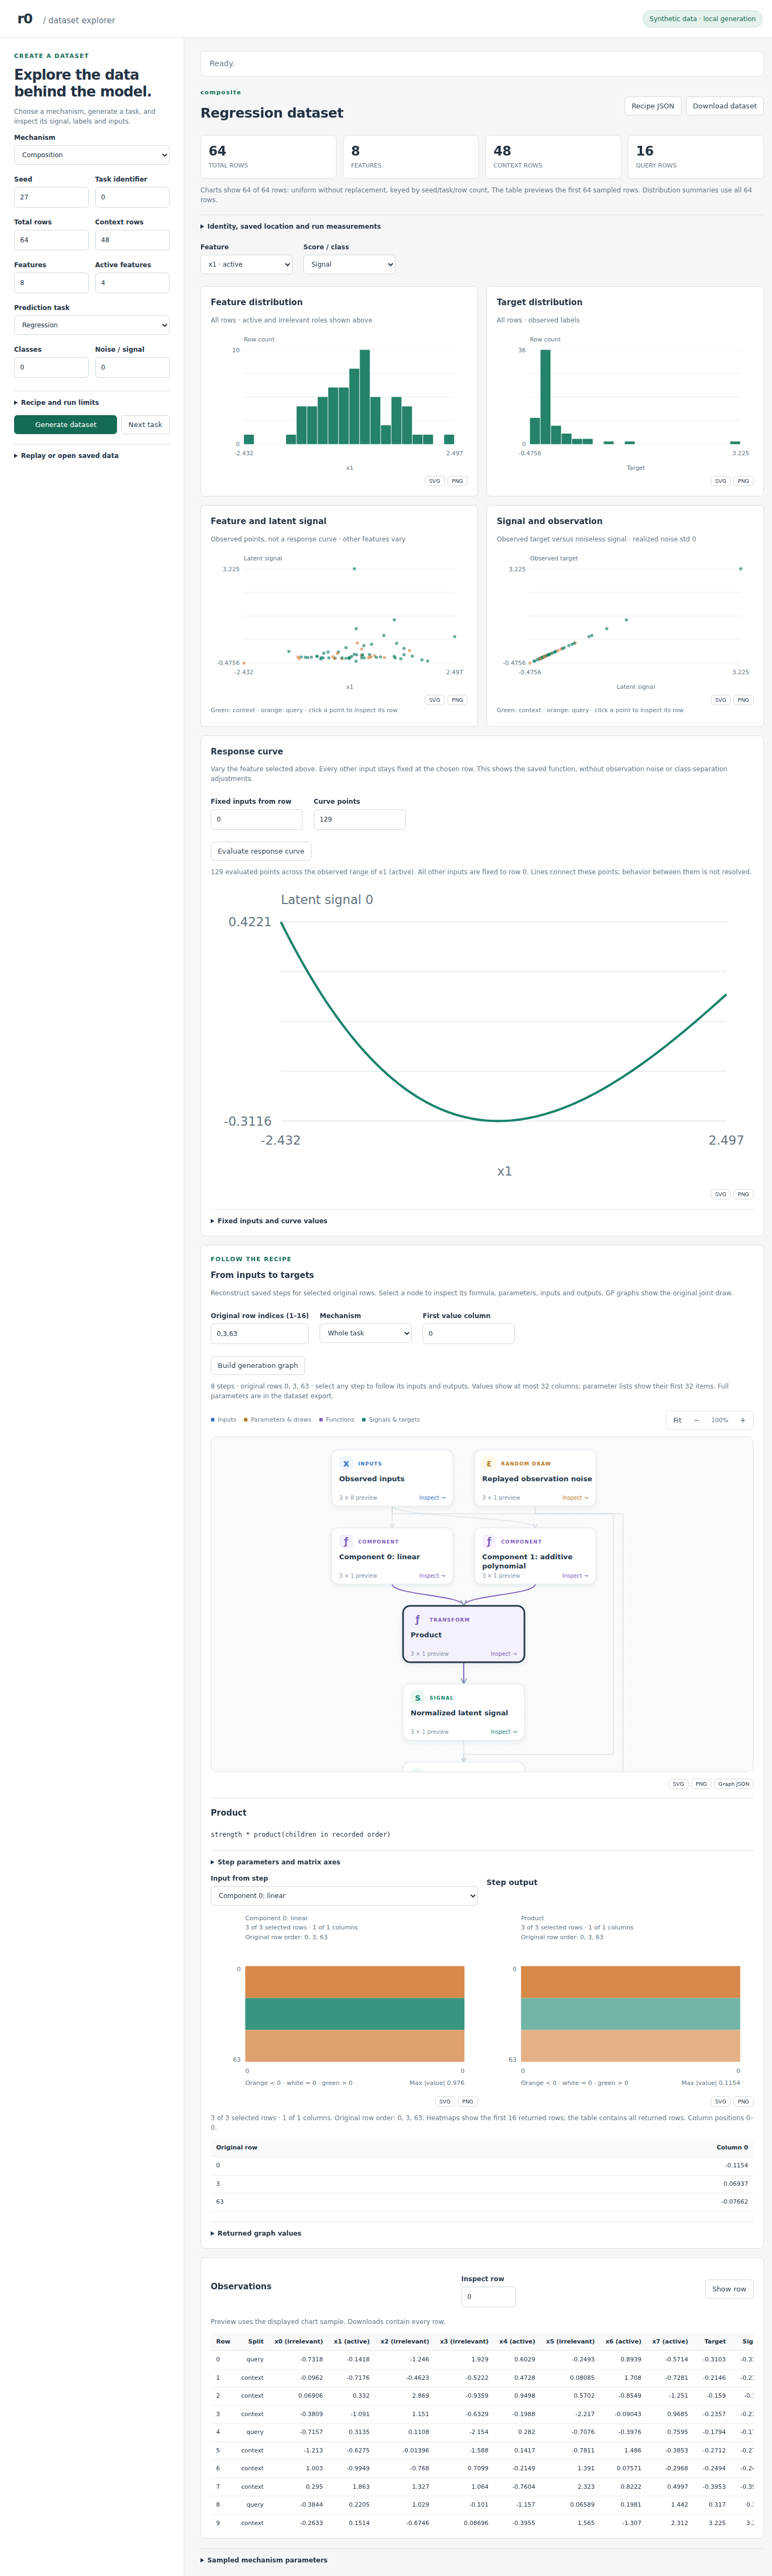 r0 / dataset explorer
Synthetic data · local generation
CREATE A DATASET
Explore the data
behind the model.
Choose a mechanism, generate a task, and
inspect its signal, labels and inputs.
Mechanism
Composition
Seed Task identifier
27 0
Total rows Context rows
64 48
Features Active features
8 4
Prediction task
Regression
Classes Noise / signal
0 0
Recipe and run limits
Generate dataset Next task
Replay or open saved data
Ready.
composite
Regression dataset
Recipe JSON Download dataset
64 8 48 16
TOTAL ROWS FEATURES CONTEXT ROWS QUERY ROWS
Charts show 64 of 64 rows: uniform without replacement, keyed by seed/task/row count. The table previews the first 64 sampled rows. Distribution summaries use all 64
rows.
Identity, saved location and run measurements
Feature Score / class
x1 · active Signal
Feature distribution
All rows · active and irrelevant roles shown above
Row count
10
0
-2.432 2.497
x1
SVG PNG
Target distribution
All rows · observed labels
Row count
36
0
-0.4756 3.225
Target
SVG PNG
Feature and latent signal
Observed points, not a response curve · other features vary
Latent signal
3.225
-0.4756
-2.432 2.497
x1
SVG PNG
Green: context · orange: query · click a point to inspect its row
Signal and observation
Observed target versus noiseless signal · realized noise std 0
Observed target
3.225
-0.4756
-0.4756 3.225
Latent signal
SVG PNG
Green: context · orange: query · click a point to inspect its row
Response curve
Vary the feature selected above. Every other input stays fixed at the chosen row. This shows the saved function, without observation noise or class-separation
adjustments.
Fixed inputs from row Curve points
0 129
Evaluate response curve
129 evaluated points across the observed range of x1 (active). All other inputs are fixed to row 0. Lines connect these points; behavior between them is not resolved.
Latent signal 0
0.4221
-0.3116
-2.432 2.497
x1
SVG PNG
Fixed inputs and curve values
FOLLOW THE RECIPE
From inputs to targets
Reconstruct saved steps for selected original rows. Select a node to inspect its formula, parameters, inputs and outputs. GP graphs show the original joint draw.
Original row indices (1–16) Mechanism First value column
0,3,63 Whole task 0
Build generation graph
8 steps · original rows 0, 3, 63 · select any step to follow its inputs and outputs. Values show at most 32 columns; parameter lists show their first 32 items. Full
parameters are in the dataset export.
Inputs Parameters & draws Functions Signals & targets
Fit − 100% +
X INPUTS
Observed inputs
3 × 8 preview Inspect →
ε RANDOM DRAW
Replayed observation noise
3 × 1 preview Inspect →
ƒ COMPONENT
Component 0: linear
3 × 1 preview Inspect →
ƒ COMPONENT
Component 1: additive
polynomial
3 × 1 preview Inspect →
ƒ TRANSFORM
Product
3 × 1 preview Inspect →
S SIGNAL
Normalized latent signal
3 × 1 preview Inspect →
SVG PNG Graph JSON
Product
strength * product(children in recorded order)
Step parameters and matrix axes
Input from step
Component 0: linear
Step output
Component 0: linear
3 of 3 selected rows · 1 of 1 columns
Original row order: 0, 3, 63
0
63
0 0
Orange < 0 · white = 0 · green > 0 Max |value| 0.976
SVG PNG
Product
3 of 3 selected rows · 1 of 1 columns
Original row order: 0, 3, 63
0
63
0 0
Orange < 0 · white = 0 · green > 0 Max |value| 0.1154
SVG PNG
3 of 3 selected rows · 1 of 1 columns. Original row order: 0, 3, 63. Heatmaps show the first 16 returned rows; the table contains all returned rows. Column positions 0–
0.
Original row Column 0
0 -0.1154
3 0.06937
63 -0.07662
Returned graph values
Observations
Inspect row
0
Show row
Preview uses the displayed chart sample. Downloads contain every row.
Row Split x0 (irrelevant) x1 (active) x2 (irrelevant) x3 (irrelevant) x4 (active) x5 (irrelevant) x6 (active) x7 (active) Target Sig
0 query -0.7318 -0.1418 -1.246 1.929 0.6029 -0.2493 0.8939 -0.5714 -0.3103 -0.3
1 context -0.0962 -0.7176 -0.4623 -0.5222 0.4728 0.08085 1.708 -0.7281 -0.2146 -0.2
2 context 0.06906 0.332 2.869 -0.9359 0.9498 0.5702 -0.8549 -1.251 -0.159 -0.
3 context -0.3809 -1.091 1.151 -0.6329 -0.1988 -2.217 -0.09043 0.9685 -0.2357 -0.2
4 query -0.7157 0.3135 0.1108 -2.154 0.282 -0.7076 -0.3976 0.7595 -0.1794 -0.1
5 context -1.213 -0.6275 -0.01396 -1.588 0.1417 -0.7811 1.486 -0.3853 -0.2712 -0.2
6 context 1.003 -0.9949 -0.768 0.7099 -0.2149 1.391 0.07571 -0.2968 -0.2494 -0.2
7 context 0.295 1.863 1.327 1.064 -0.7604 2.323 0.8222 0.4997 -0.3953 -0.3
8 query -0.3844 0.2205 1.029 -0.101 -1.157 0.06589 0.1981 1.442 0.317 0.
9 context -0.2633 0.1514 -0.6746 0.08696 -0.3955 1.565 -1.307 2.312 3.225 3.
Sampled mechanism parameters